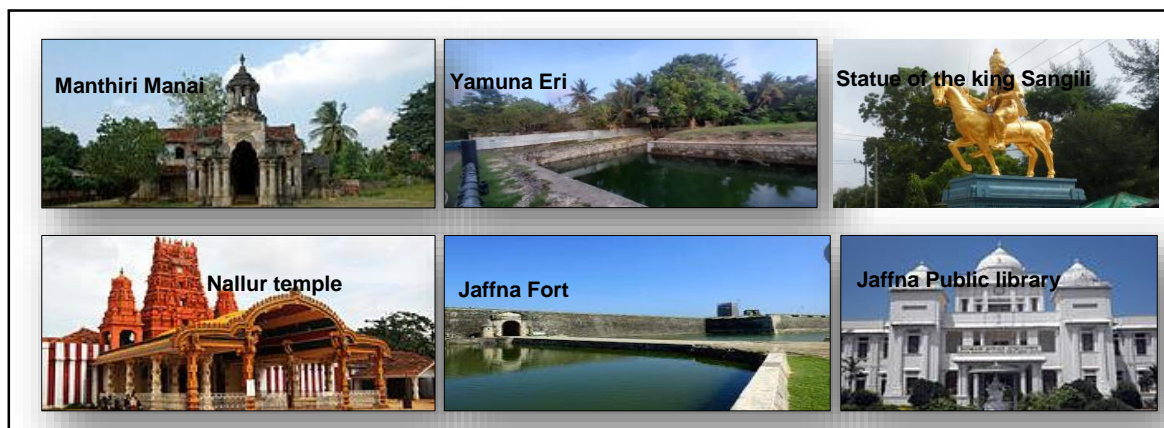 Manthiri Manai
Yamuna Eri
Statue of the king Sangili
Nallur temple
Jaffna Fort
Jaffna Public library